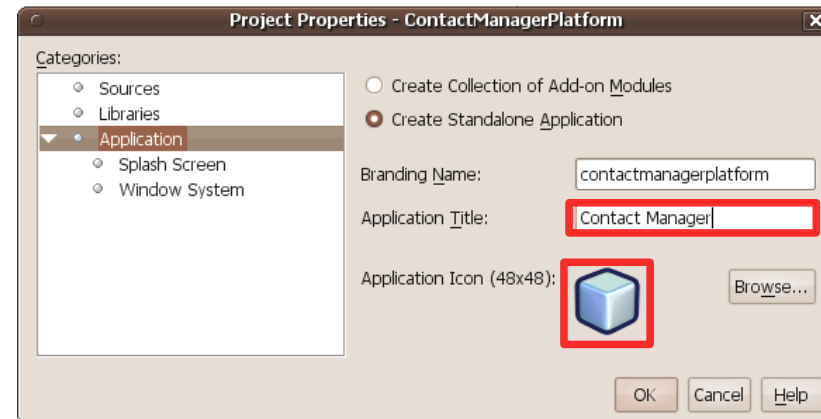 Project Properties - ContactManagerPlatform
Categories:
Sources
Libraries
Application
Splash Screen
Window System
Create Collection of Add-on Modules
Create Standalone Application
Branding Name: contactmanagerplatform
Application Title: Contact Manager
Application Icon (48x48): Browse...
OK Cancel Help